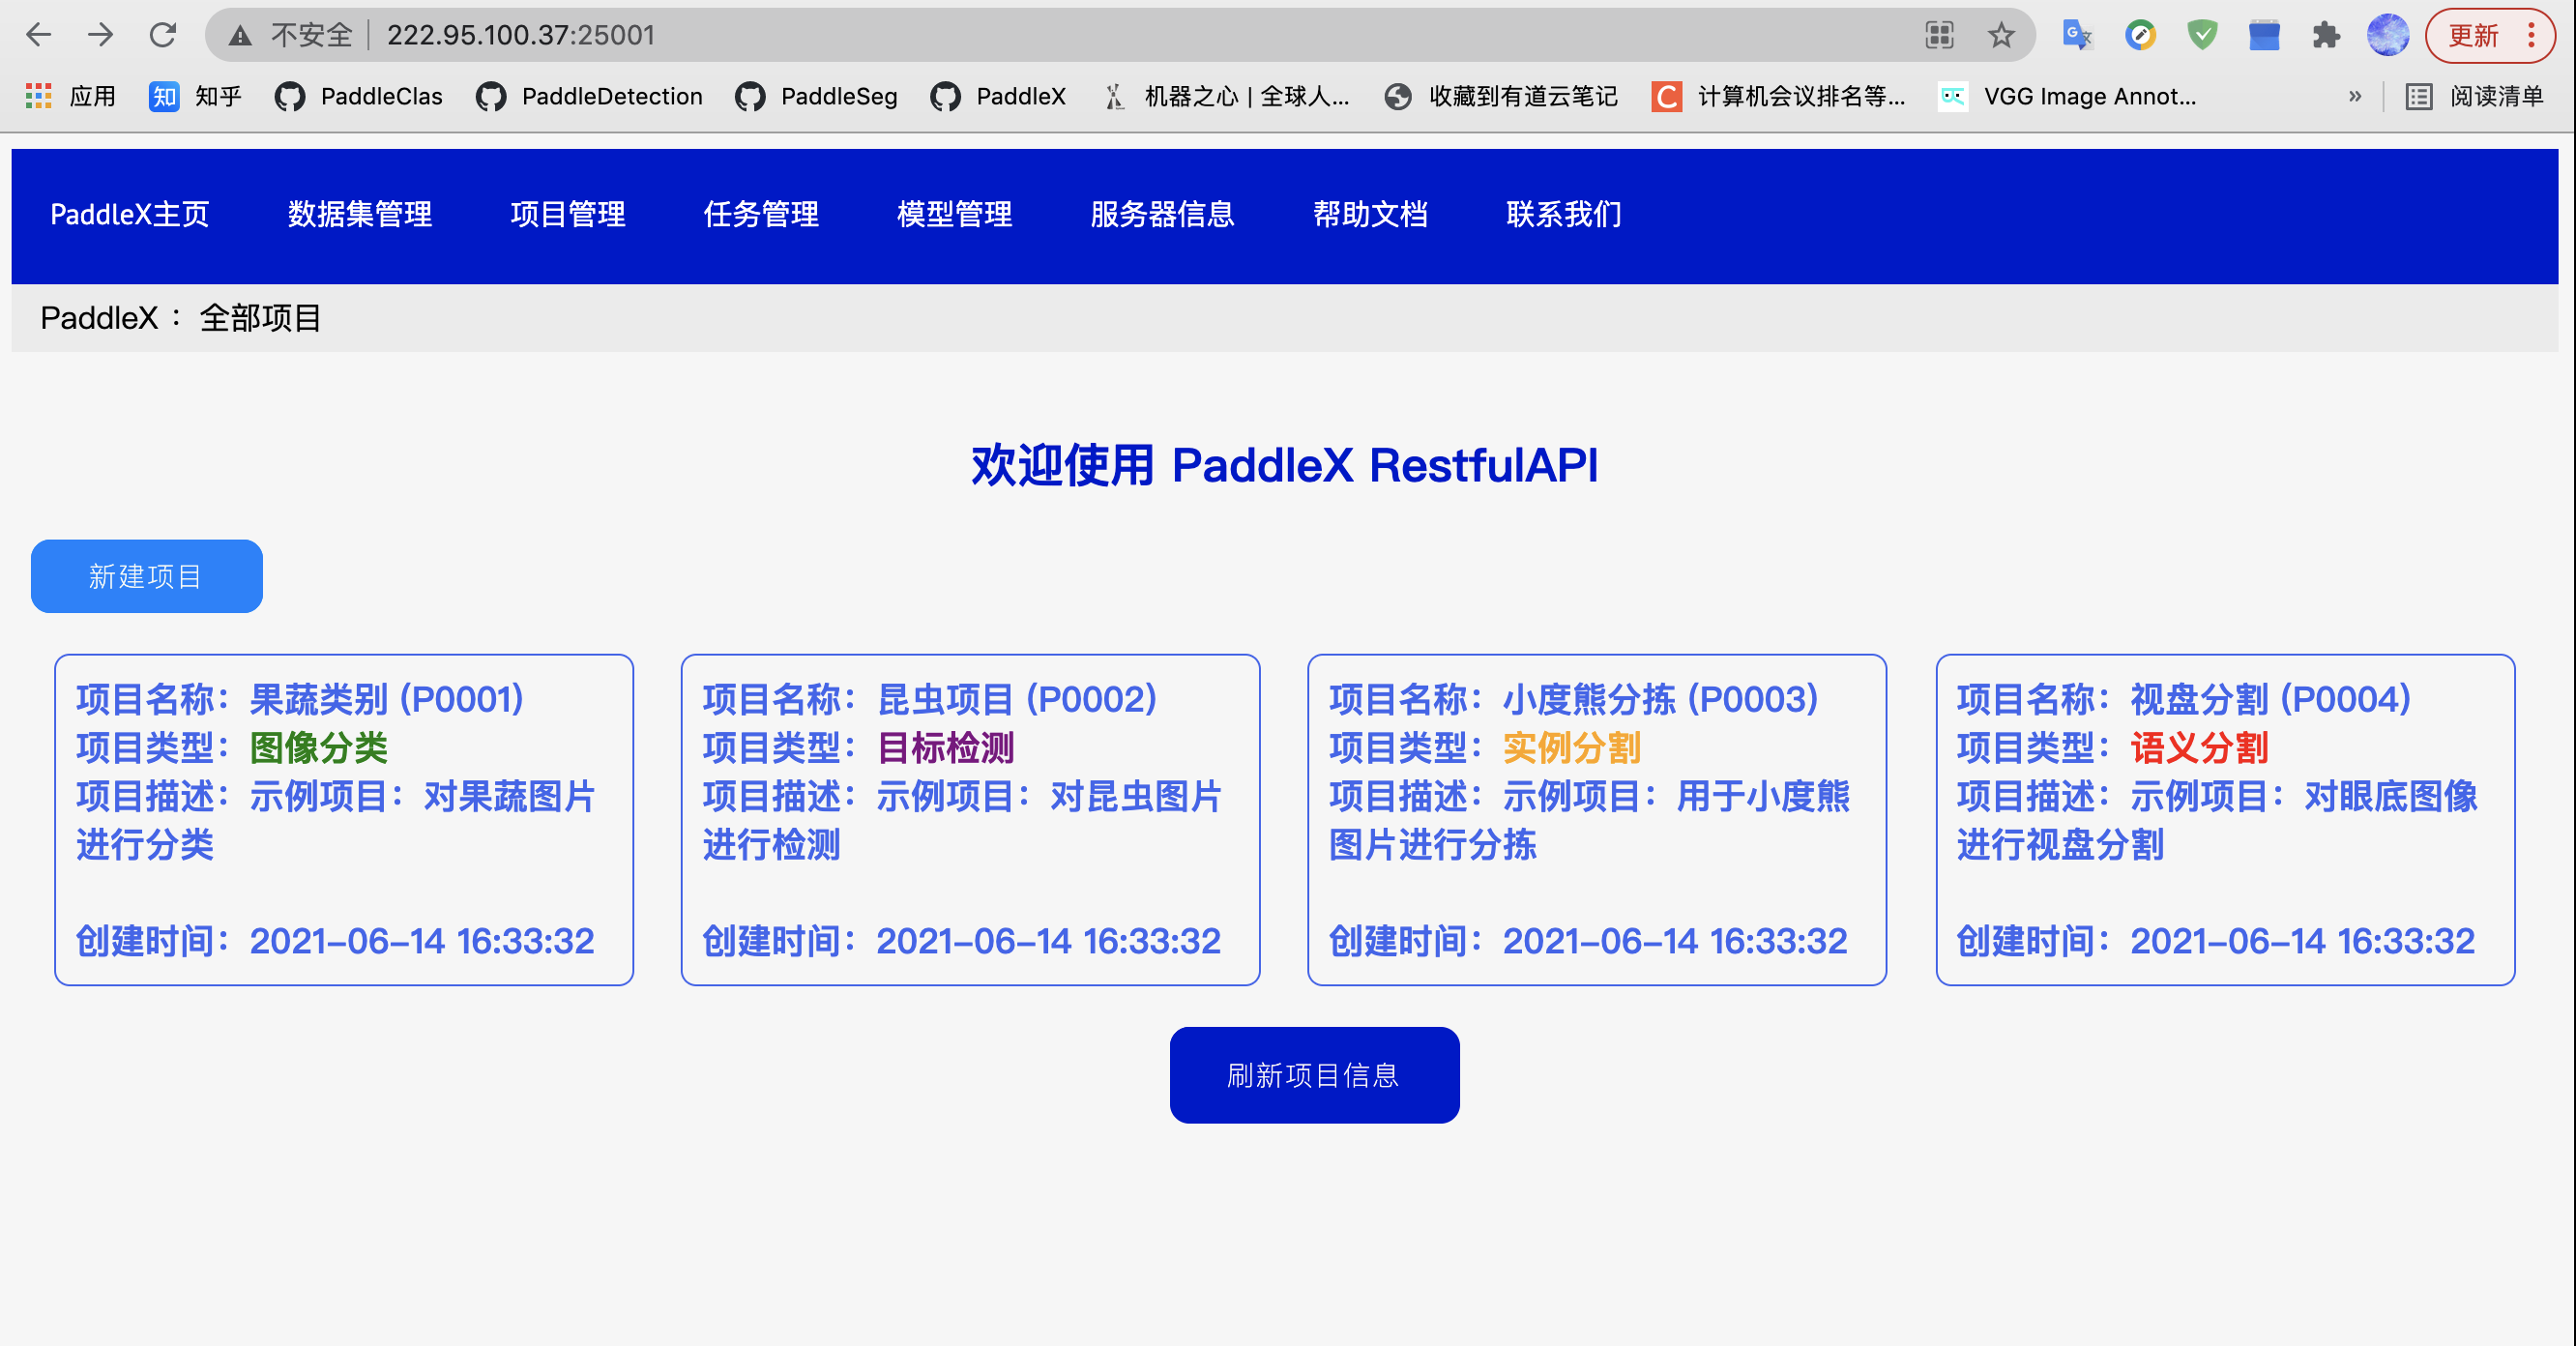 不安全 222.95.100.37:25001 更新
应用 知 知乎 PaddleClas PaddleDetection PaddleSeg PaddleX 机器之心 | 全球人... 收藏到有道云笔记 C 计算机会议排名等... VGG Image Annot... » 阅读清单
PaddleX主页 数据集管理 项目管理 任务管理 模型管理 服务器信息 帮助文档 联系我们
PaddleX ：全部项目
欢迎使用 PaddleX RestfulAPI
新建项目
项目名称：果蔬类别 (P0001)
项目类型：图像分类
项目描述：示例项目：对果蔬图片
进行分类
创建时间：2021-06-14 16:33:32
项目名称：昆虫项目 (P0002)
项目类型：目标检测
项目描述：示例项目：对昆虫图片
进行检测
创建时间：2021-06-14 16:33:32
项目名称：小度熊分拣 (P0003)
项目类型：实例分割
项目描述：示例项目：用于小度熊
图片进行分拣
创建时间：2021-06-14 16:33:32
项目名称：视盘分割 (P0004)
项目类型：语义分割
项目描述：示例项目：对眼底图像
进行视盘分割
创建时间：2021-06-14 16:33:32
刷新项目信息